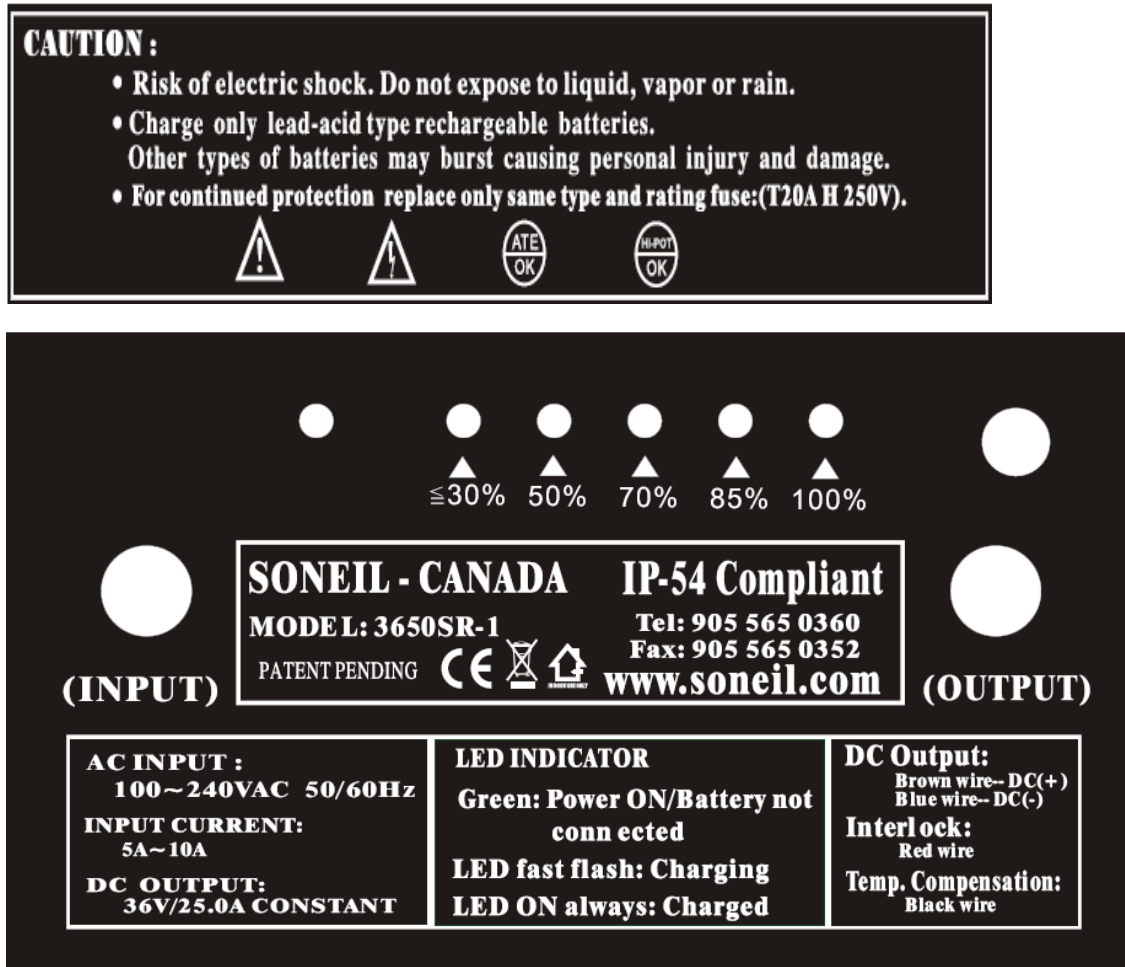 CAUTION :
• Risk of electric shock. Do not expose to liquid, vapor or rain.
• Charge only lead-acid type rechargeable batteries.
Other types of batteries may burst causing personal injury and damage.
• For continued protection replace only same type and rating fuse:(T20A H 250V).
ATE
OK
HI-POT
OK
≦30% 50% 70% 85% 100%
SONEIL - CANADA
MODEL: 3650SR-1
PATENT PENDING
CE
INDOOR USE ONLY
IP-54 Compliant
Tel: 905 565 0360
Fax: 905 565 0352
www.soneil.com
(INPUT)
(OUTPUT)
AC INPUT :
100~240VAC 50/60Hz
INPUT CURRENT:
5A~10A
DC OUTPUT:
36V/25.0A CONSTANT
LED INDICATOR
Green: Power ON/Battery not
conn ected
LED fast flash: Charging
LED ON always: Charged
DC Output:
Brown wire-- DC(+)
Blue wire-- DC(-)
Interlock:
Red wire
Temp. Compensation:
Black wire